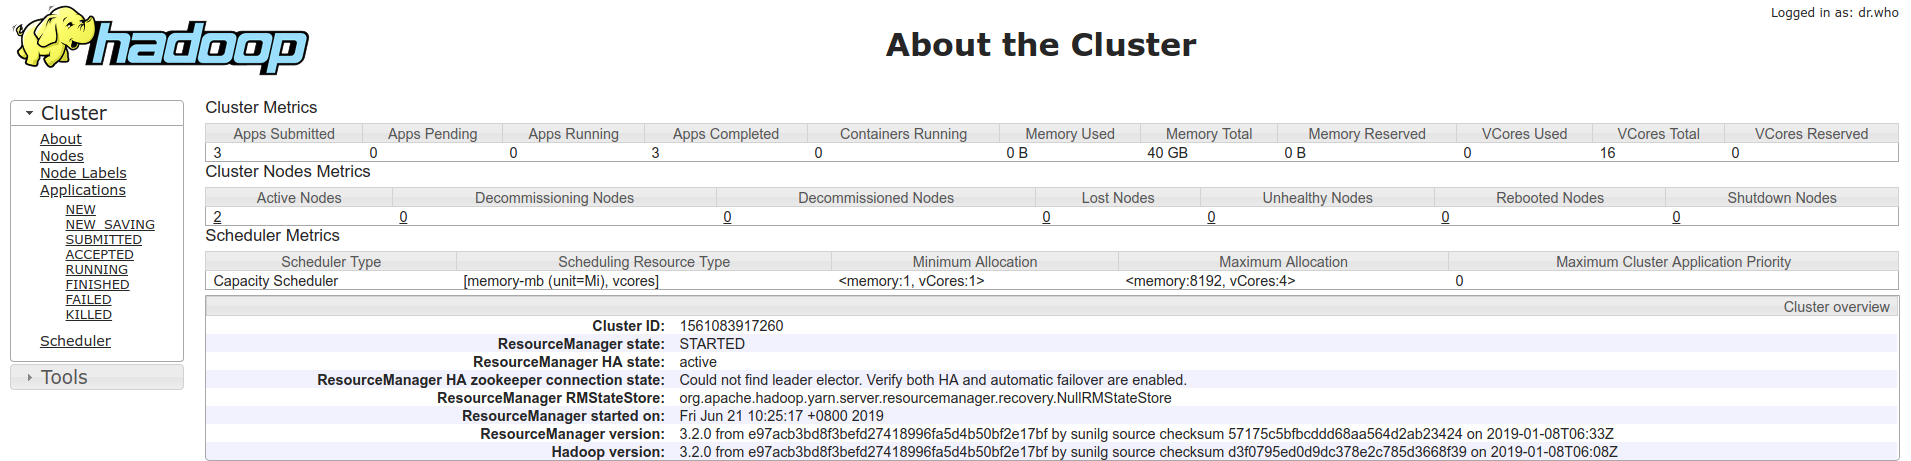 Logged in as: dr.who
hadoop
About the Cluster
Cluster
About
Nodes
Node Labels
Applications
NEW
NEW_SAVING
SUBMITTED
ACCEPTED
RUNNING
FINISHED
FAILED
KILLED
Scheduler
Tools
Cluster Metrics
Apps Submitted Apps Pending Apps Running Apps Completed Containers Running Memory Used Memory Total Memory Reserved VCores Used VCores Total VCores Reserved
3 0 0 3 0 0 B 40 GB 0 B 0 16 0
Cluster Nodes Metrics
Active Nodes Decommissioning Nodes Decommissioned Nodes Lost Nodes Unhealthy Nodes Rebooted Nodes Shutdown Nodes
2 0 0 0 0 0 0
Scheduler Metrics
Scheduler Type Scheduling Resource Type Minimum Allocation Maximum Allocation Maximum Cluster Application Priority
Capacity Scheduler [memory-mb (unit=Mi), vcores] <memory:1, vCores:1> <memory:8192, vCores:4> 0
Cluster overview
Cluster ID: 1561083917260
ResourceManager state: STARTED
ResourceManager HA state: active
ResourceManager HA zookeeper connection state: Could not find leader elector. Verify both HA and automatic failover are enabled.
ResourceManager RMStateStore: org.apache.hadoop.yarn.server.resourcemanager.recovery.NullRMStateStore
ResourceManager started on: Fri Jun 21 10:25:17 +0800 2019
ResourceManager version: 3.2.0 from e97acb3bd8f3befd27418996fa5d4b50bf2e17bf by sunilg source checksum 57175c5bfbcddd68aa564d2ab23424 on 2019-01-08T06:33Z
Hadoop version: 3.2.0 from e97acb3bd8f3befd27418996fa5d4b50bf2e17bf by sunilg source checksum d3f0795ed0d9dc378e2c785d3668f39 on 2019-01-08T06:08Z